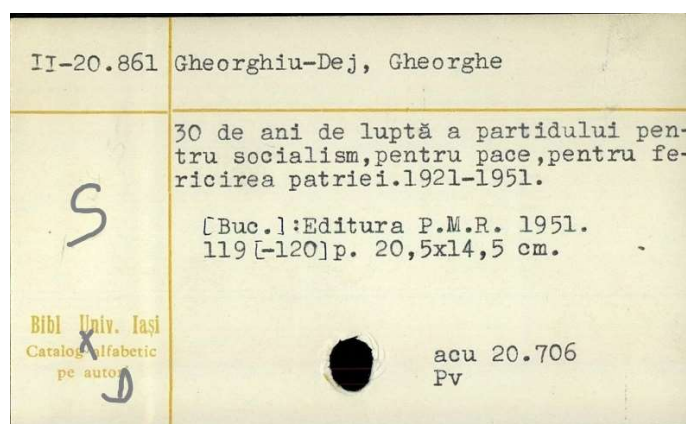 II-20.861 Gheorghiu-Dej, Gheorghe
30 de ani de luptă a partidului pen-
tru socialism,pentru pace,pentru fe-
ricirea patriei.1921-1951.
[Buc.]:Editura P.M.R. 1951.
119[-120]p. 20,5x14,5 cm.
S
Bibl Univ. Iași
Catalog alfabetic
pe autori
x
D
acu 20.706
Pv